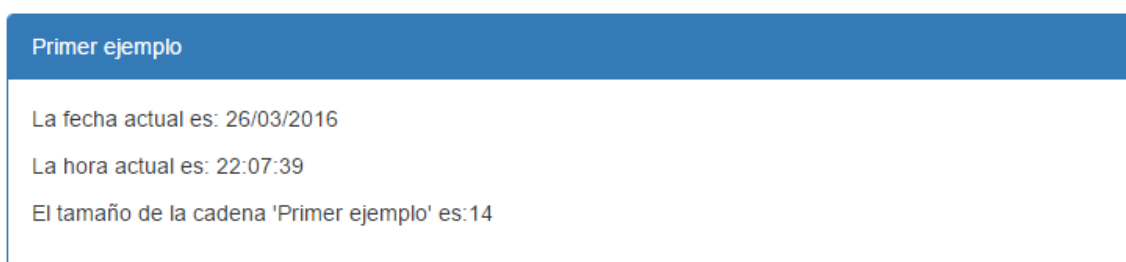 Primer ejemplo
La fecha actual es: 26/03/2016
La hora actual es: 22:07:39
El tamaño de la cadena 'Primer ejemplo' es:14